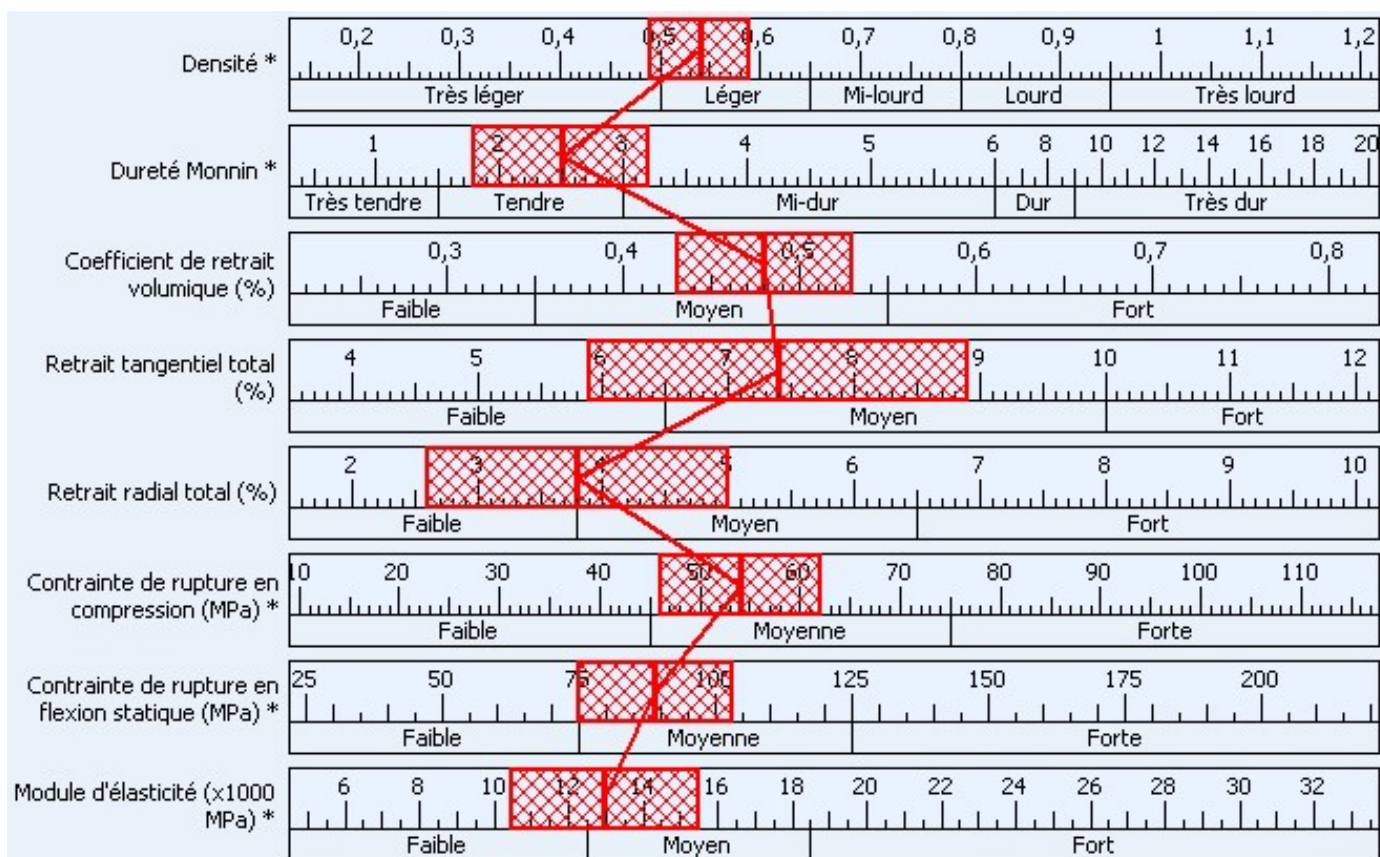 0,2 0,3 0,4 0,5 0,6 0,7 0,8 0,9 1 1,1 1,2
Densité *
Très léger Léger Mi-lourd Lourd Très lourd
1 2 3 4 5 6 8 10 12 14 16 18 20
Dureté Monnin *
Très tendre Tendre Mi-dur Dur Très dur
0,3 0,4 0,5 0,6 0,7 0,8
Coefficient de retrait
volumique (%)
Faible Moyen Fort
4 5 6 7 8 9 10 11 12
Retrait tangentiel total
(%)
Faible Moyen Fort
2 3 4 5 6 7 8 9 10
Retrait radial total (%)
Faible Moyen Fort
10 20 30 40 50 60 70 80 90 100 110
Contrainte de rupture en
compression (MPa) *
Faible Moyenne Forte
25 50 75 100 125 150 175 200
Contrainte de rupture en
flexion statique (MPa) *
Faible Moyenne Forte
6 8 10 12 14 16 18 20 22 24 26 28 30 32
Module d'élasticité (x1000
MPa) *
Faible Moyen Fort